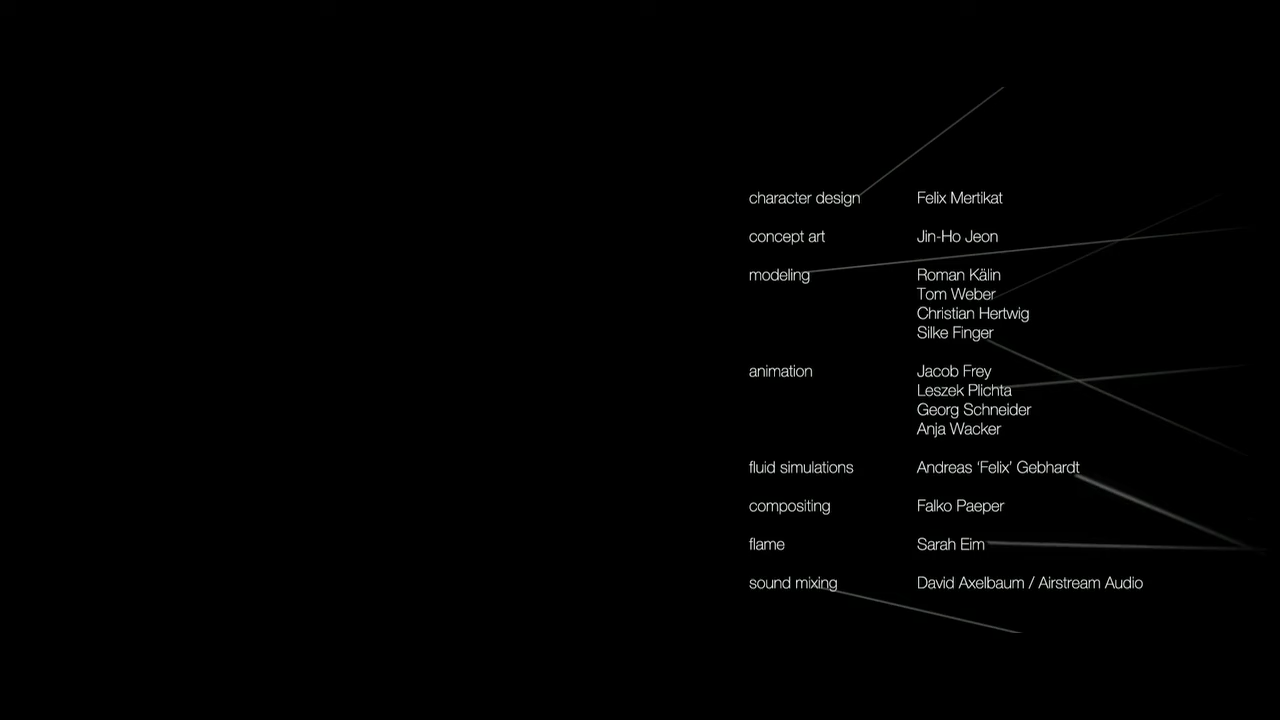 character design Felix Mertikat
concept art Jin-Ho Jeon
modeling Roman Kälin
Tom Weber
Christian Hertwig
Silke Finger
animation Jacob Frey
Leszek Plichta
Georg Schneider
Anja Wacker
fluid simulations Andreas ‘Felix’ Gebhardt
compositing Falko Paeper
flame Sarah Eim
sound mixing David Axelbaum / Airstream Audio